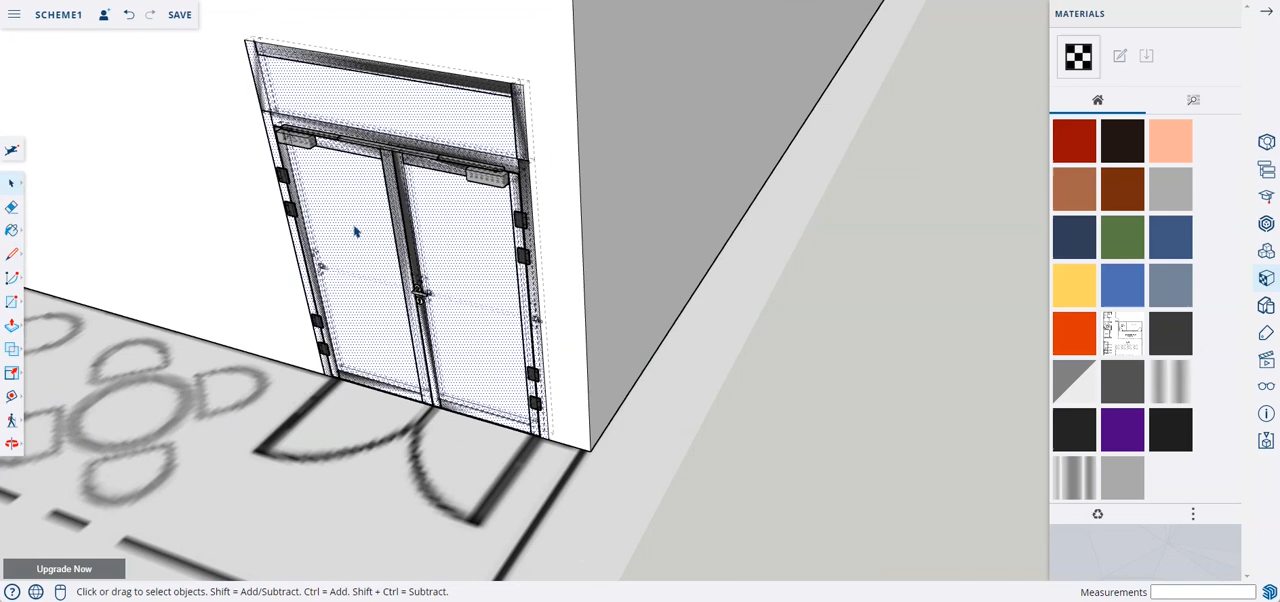 SCHEME1
SAVE
MATERIALS
Upgrade Now
Click or drag to select objects. Shift = Add/Subtract. Ctrl = Add. Shift + Ctrl = Subtract.
Measurements